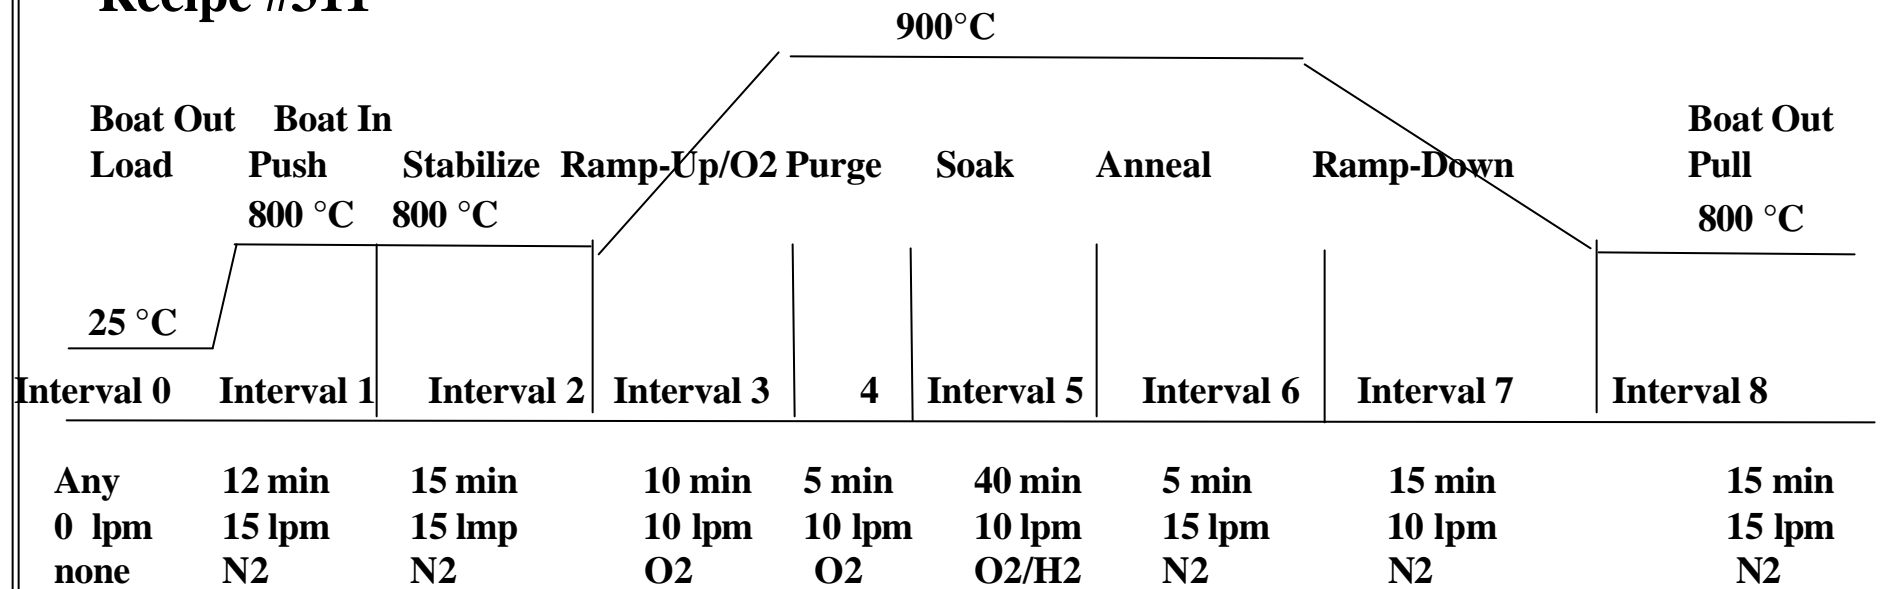 Recipe #311
900°C
Boat Out Boat In Boat Out
Load Push Stabilize Ramp-Up/O2 Purge Soak Anneal Ramp-Down Pull
800 °C 800 °C 800 °C
25 °C
Interval 0 Interval 1 Interval 2 Interval 3 4 Interval 5 Interval 6 Interval 7 Interval 8
Any 12 min 15 min 10 min 5 min 40 min 5 min 15 min 15 min
0 lpm 15 lpm 15 lmp 10 lpm 10 lpm 10 lpm 15 lpm 10 lpm 15 lpm
none N2 N2 O2 O2 O2/H2 N2 N2 N2